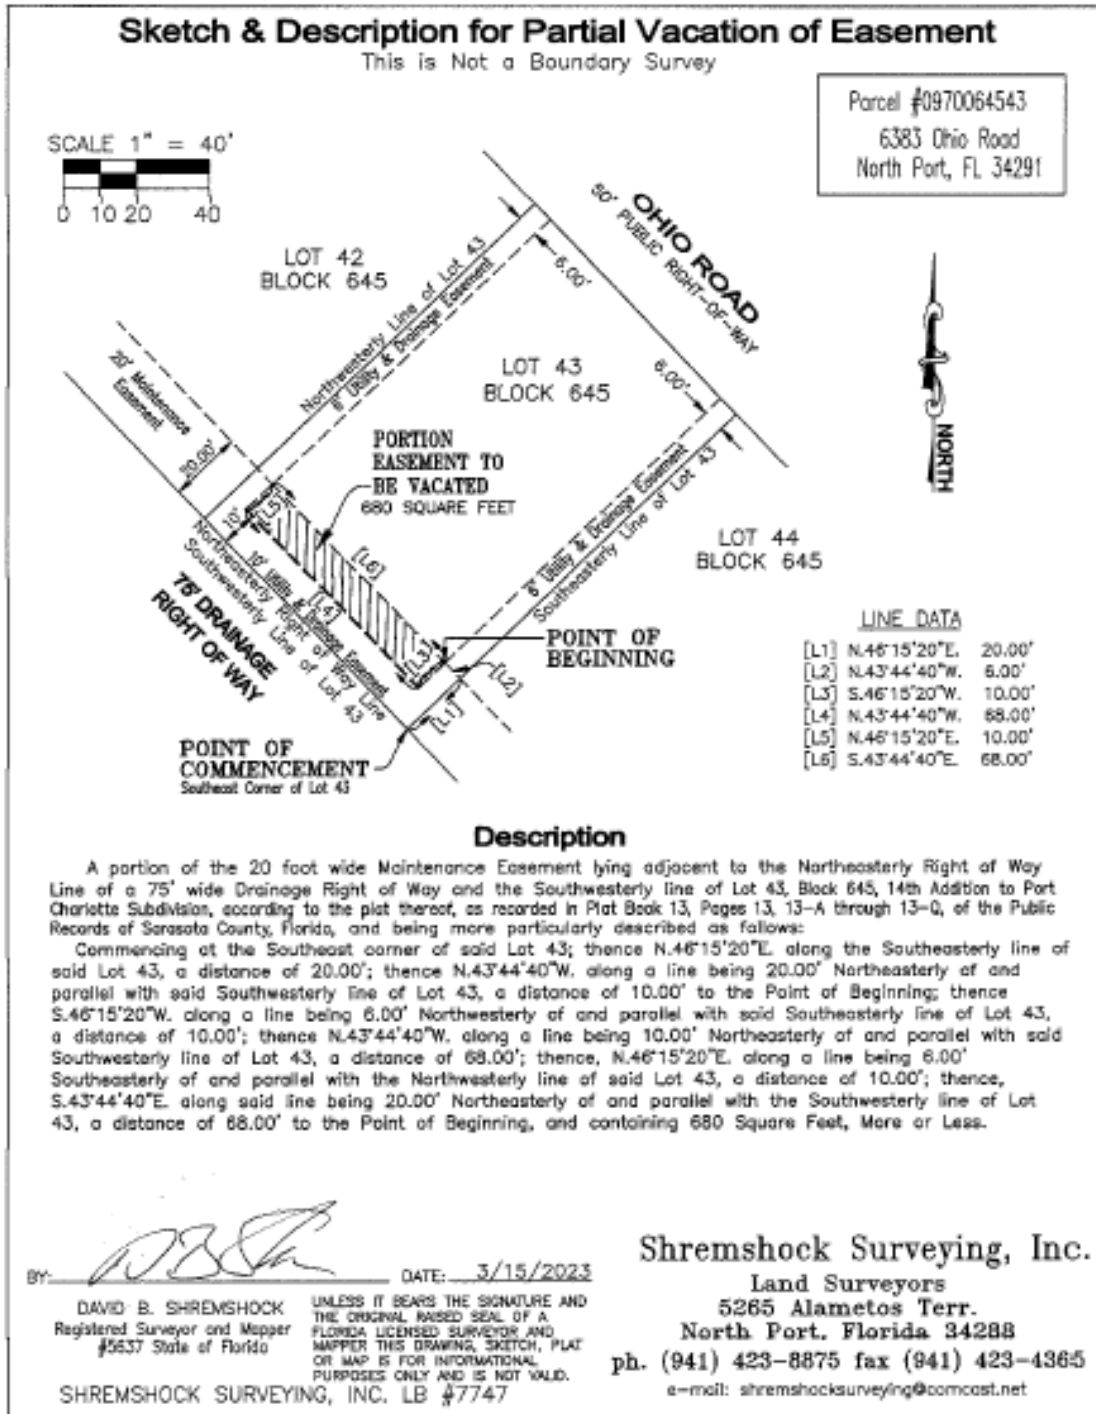 Sketch & Description for Partial Vacation of Easement
This is Not a Boundary Survey
Parcel #0970064543
6383 Ohio Road
North Port, FL 34291
SCALE 1" = 40'
0 10 20 40
LOT 42
BLOCK 645
OHIO ROAD
50' PUBLIC RIGHT-OF-WAY
Northwesterly Line of Lot 43
6' Utility & Drainage Easement
6.00'
LOT 43
BLOCK 645
6.00'
20' Maintenance
Easement
20.00'
PORTION
EASEMENT TO
BE VACATED
680 SQUARE FEET
NORTH
6' Utility & Drainage Easement
Southeasterly Line of Lot 43
LOT 44
BLOCK 645
[L5]
10'
[L6]
[L4]
[L3]
10' Utility & Drainage Easement
Northeasterly Right of Way Line
Southwesterly Line of Lot 43
75' DRAINAGE
RIGHT OF WAY
POINT OF
BEGINNING
[L2]
[L1]
POINT OF
COMMENCEMENT
Southeast Corner of Lot 43
LINE DATA
[L1] N.46°15'20"E. 20.00'
[L2] N.43°44'40"W. 6.00'
[L3] S.46°15'20"W. 10.00'
[L4] N.43°44'40"W. 68.00'
[L5] N.46°15'20"E. 10.00'
[L6] S.43°44'40"E. 68.00'
Description
A portion of the 20 foot wide Maintenance Easement lying adjacent to the Northeasterly Right of Way
Line of a 75' wide Drainage Right of Way and the Southwesterly line of Lot 43, Block 645, 14th Addition to Port
Charlotte Subdivision, according to the plat thereof, as recorded in Plat Book 13, Pages 13, 13-A through 13-Q, of the Public
Records of Sarasota County, Florida, and being more particularly described as follows:
Commencing at the Southeast corner of said Lot 43; thence N.46°15'20"E. along the Southeasterly line of
said Lot 43, a distance of 20.00'; thence N.43°44'40"W. along a line being 20.00' Northeasterly of and
parallel with said Southwesterly line of Lot 43, a distance of 10.00' to the Point of Beginning; thence
S.46°15'20"W. along a line being 6.00' Northwesterly of and parallel with said Southeasterly line of Lot 43,
a distance of 10.00'; thence N.43°44'40"W. along a line being 10.00' Northeasterly of and parallel with said
Southwesterly line of Lot 43, a distance of 68.00'; thence, N.46°15'20"E. along a line being 6.00'
Southeasterly of and parallel with the Northwesterly line of said Lot 43, a distance of 10.00'; thence,
S.43°44'40"E. along said line being 20.00' Northeasterly of and parallel with the Southwesterly line of Lot
43, a distance of 68.00' to the Point of Beginning, and containing 680 Square Feet, More or Less.
BY: DATE: 3/15/2023
DAVID B. SHREMSHOCK
Registered Surveyor and Mapper
#5637 State of Florida
UNLESS IT BEARS THE SIGNATURE AND
THE ORIGINAL RAISED SEAL OF A
FLORIDA LICENSED SURVEYOR AND
MAPPER THIS DRAWING, SKETCH, PLAT
OR MAP IS FOR INFORMATIONAL
PURPOSES ONLY AND IS NOT VALID.
SHREMSHOCK SURVEYING, INC. LB #7747
Shremshock Surveying, Inc.
Land Surveyors
5265 Alametos Terr.
North Port, Florida 34288
ph. (941) 423-8875 fax (941) 423-4365
e-mail: shremshocksurveying@comcast.net